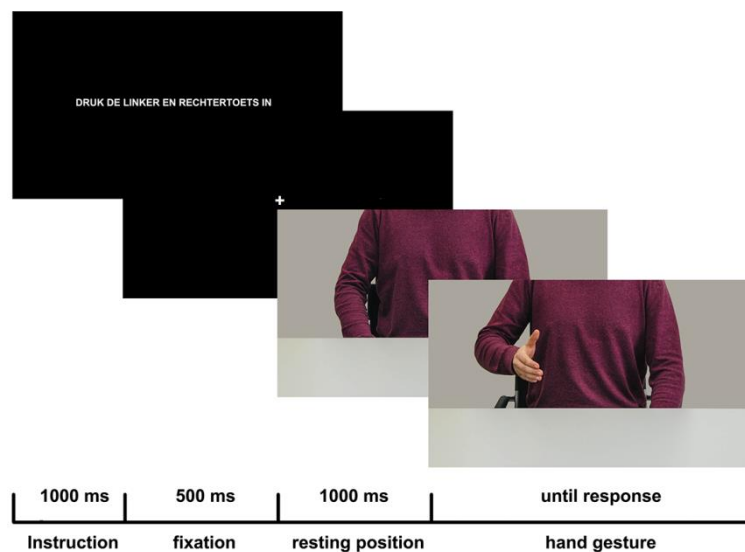 DRUK DE LINKER EN RECHTERTOETS IN
+
1000 ms
500 ms
1000 ms
until response
Instruction
fixation
resting position
hand gesture